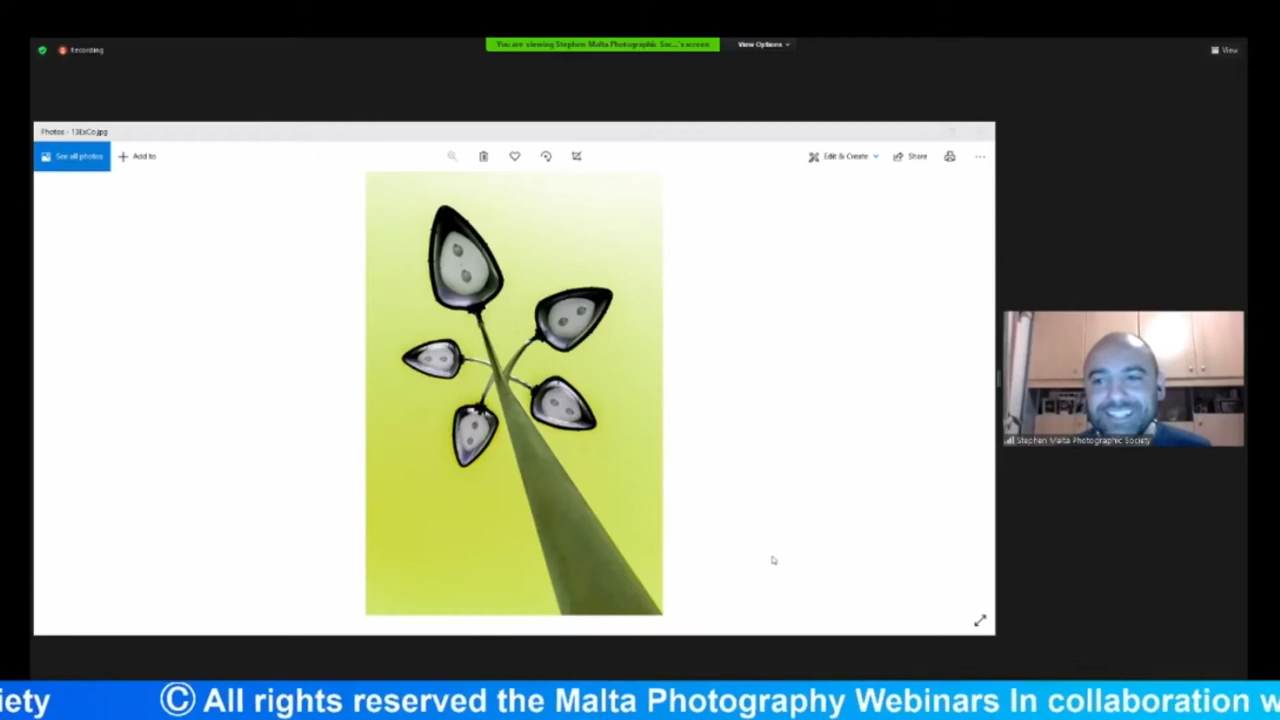 Recording
You are viewing Stephen Malta Photographic Soc...'s screen
View Options
View
Photos - 13ExCo.jpg
See all photos
Add to
Edit & Create
Share
Stephen Malta Photographic Society
iety © All rights reserved the Malta Photography Webinars In collaboration w